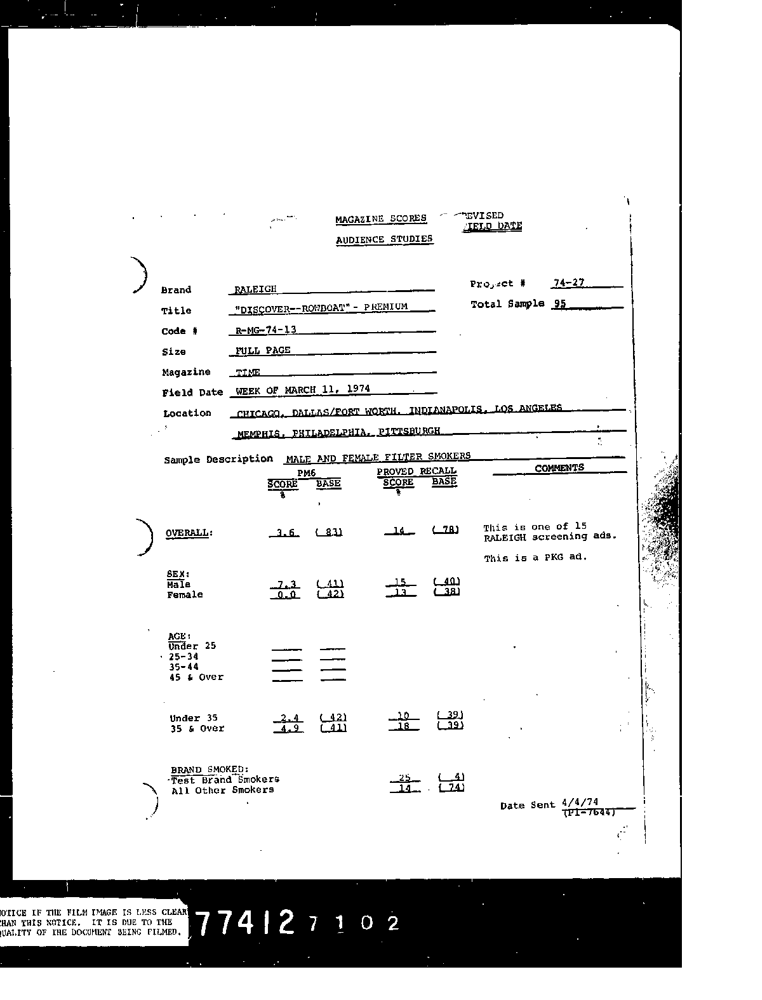 MAGAZINE SCORES
EVISED
IELD DATE
AUDIENCE STUDIES
Brand RALEIGH
Project # 74-27
Title "DISCOVER--ROWBOAT" - PREMIUM
Total Sample 95
Code # R-MG-74-13
Size FULL PAGE
Magazine TIME
Field Date WEEK OF MARCH 11, 1974
Location CHICAGO, DALLAS/FORT WORTH, INDIANAPOLIS, LOS ANGELES
MEMPHIS, PHILADELPHIA, PITTSBURGH
Sample Description MALE AND FEMALE FILTER SMOKERS
PM6 PROVED RECALL COMMENTS
SCORE BASE SCORE BASE
% %
OVERALL: 3.6 ( 83) 14 ( 78) This is one of 15
RALEIGH screening ads.
This is a PKG ad.
SEX:
Male 7.3 ( 41) 15 ( 40)
Female 0.0 ( 42) 13 ( 38)
AGE:
Under 25
25-34
35-44
45 & Over
Under 35 2.4 ( 42) 10 ( 39)
35 & Over 4.9 ( 41) 18 ( 39)
BRAND SMOKED:
Test Brand Smokers 25 ( 4)
All Other Smokers 14 ( 74)
Date Sent 4/4/74
(P1-7644)
OTICE IF THE FILM IMAGE IS LESS CLEAR
THAN THIS NOTICE. IT IS DUE TO THE
QUALITY OF THE DOCUMENT BEING FILMED.
77412 7102